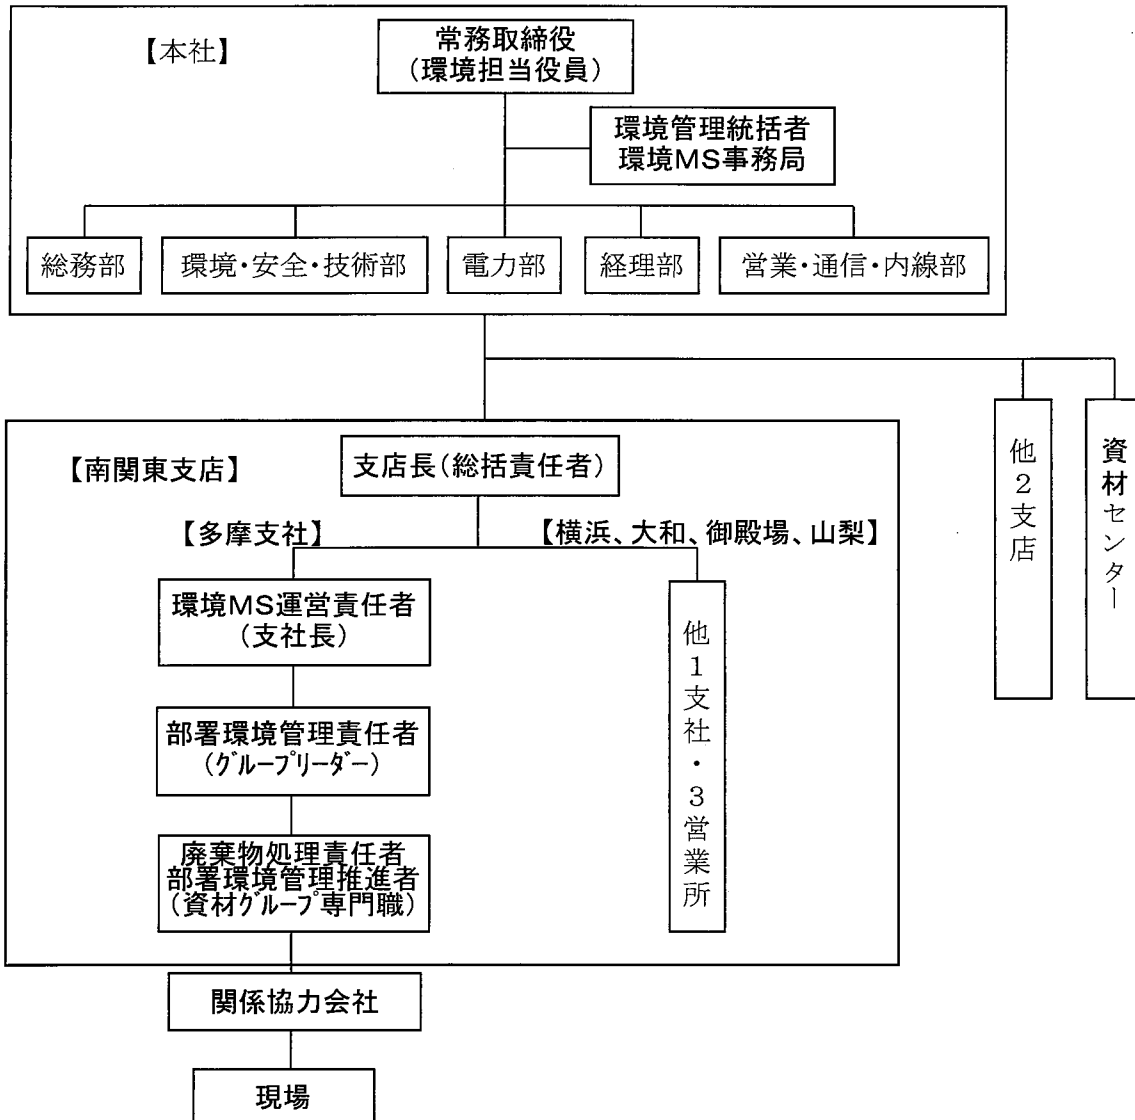 【本社】
常務取締役
(環境担当役員)
環境管理統括者
環境MS事務局
総務部
環境・安全・技術部
電力部
経理部
営業・通信・内線部
他2支店
資材センター
【南関東支店】
支店長(総括責任者)
【多摩支社】
【横浜、大和、御殿場、山梨】
環境MS運営責任者
(支社長)
他1支社・3営業所
部署環境管理責任者
(グループリーダー)
廃棄物処理責任者
部署環境管理推進者
(資材グループ専門職)
関係協力会社
現場